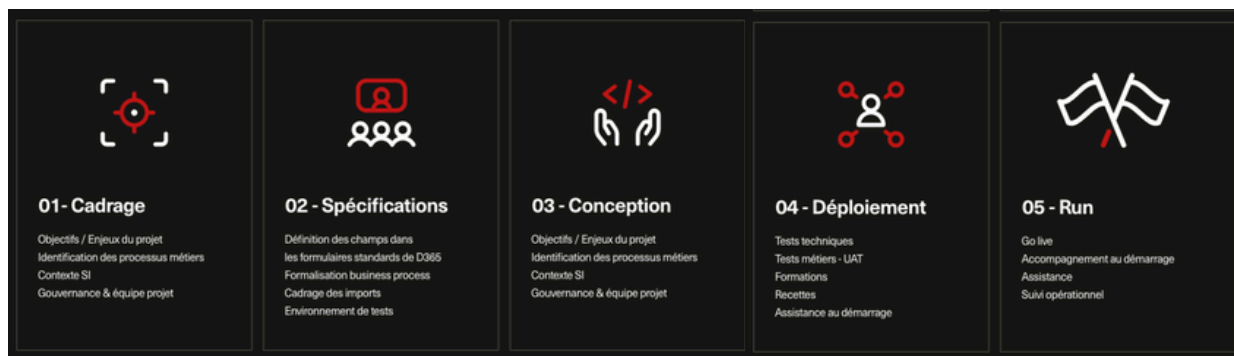 01- Cadrage
Objectifs / Enjeux du projet
Identification des processus métiers
Contexte SI
Gouvernance & équipe projet
02 - Spécifications
Définition des champs dans
les formulaires standards de D365
Formalisation business process
Cadrage des imports
Environnement de tests
03 - Conception
Objectifs / Enjeux du projet
Identification des processus métiers
Contexte SI
Gouvernance & équipe projet
04 - Déploiement
Tests techniques
Tests métiers - UAT
Formations
Recettes
Assistance au démarrage
05 - Run
Go live
Accompagnement au démarrage
Assistance
Suivi opérationnel